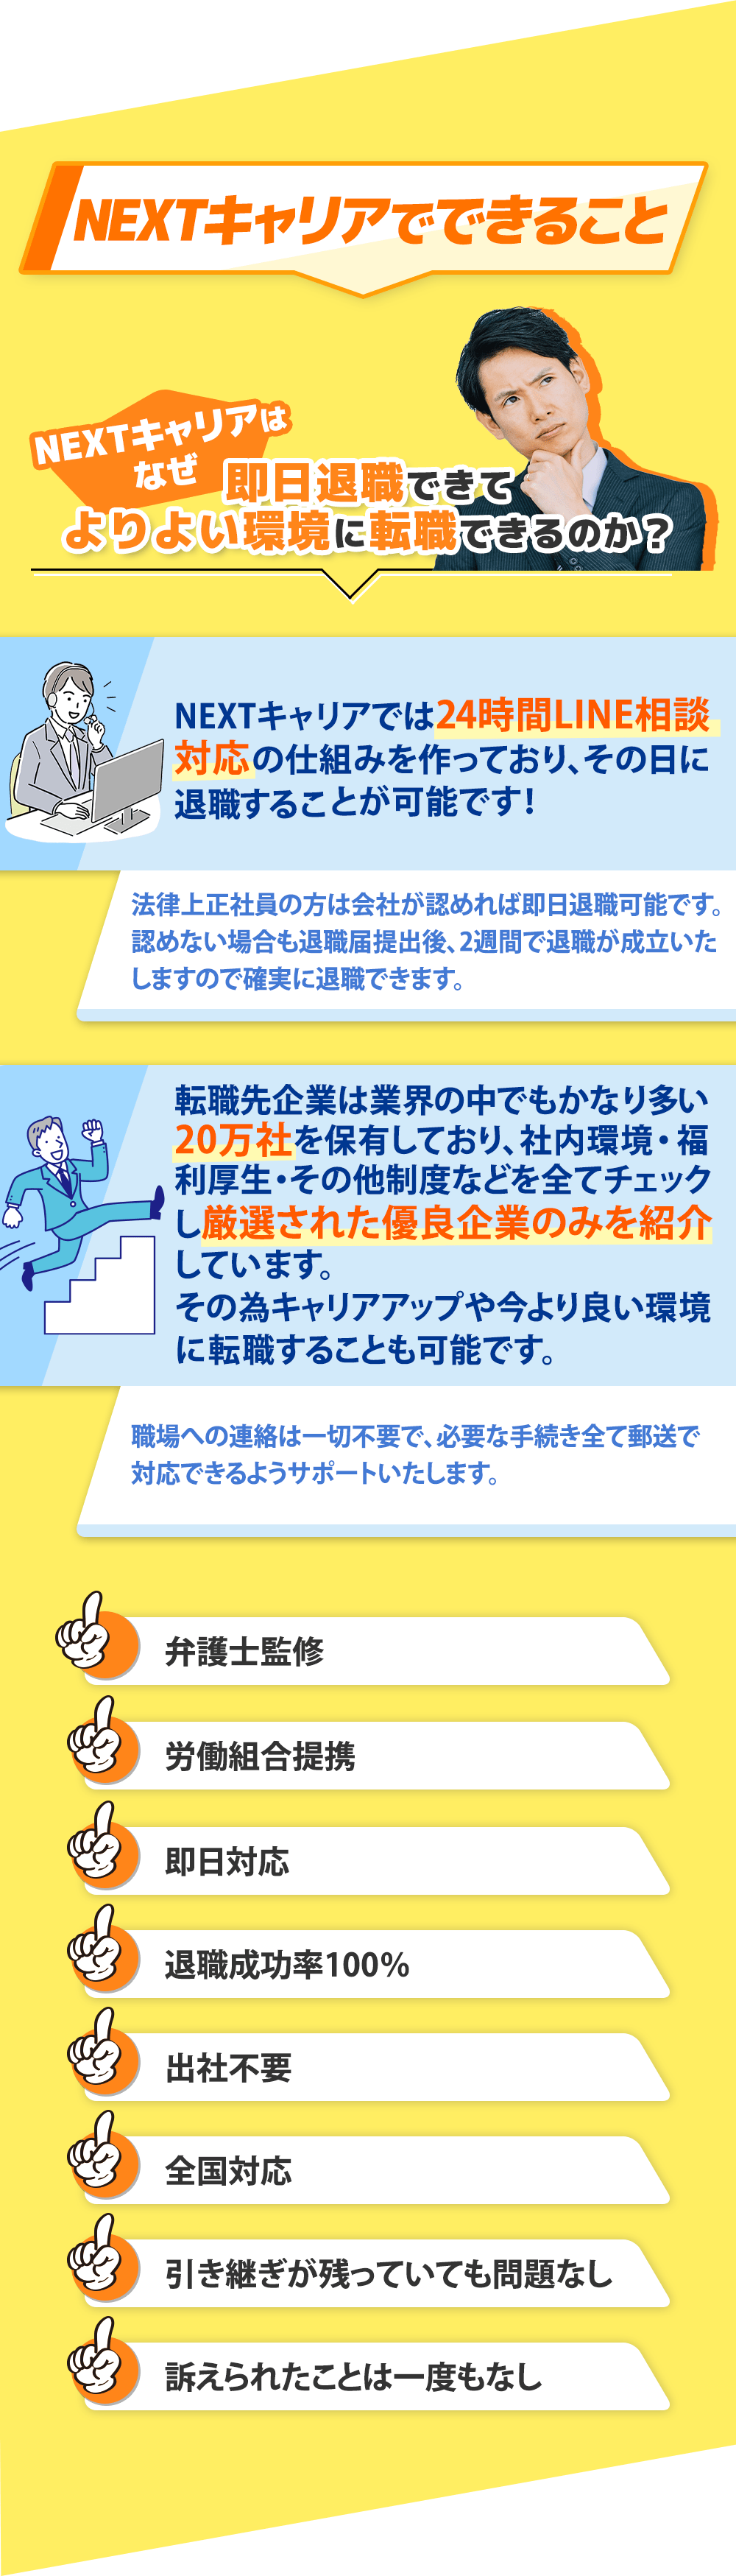 NEXTキャリアでできること
NEXTキャリアは
なぜ
即日退職できて
よりよい環境に転職できるのか？
NEXTキャリアでは24時間LINE相談
対応の仕組みを作っており、その日に
退職することが可能です！
法律上正社員の方は会社が認めれば即日退職可能です。
認めない場合も退職届提出後、2週間で退職が成立いた
しますので確実に退職できます。
転職先企業は業界の中でもかなり多い
20万社を保有しており、社内環境・福
利厚生・その他制度などを全てチェック
し厳選された優良企業のみを紹介
しています。
その為キャリアアップや今より良い環境
に転職することも可能です。
職場への連絡は一切不要で、必要な手続き全て郵送で
対応できるようサポートいたします。
弁護士監修
労働組合提携
即日対応
退職成功率100%
出社不要
全国対応
引き継ぎが残っていても問題なし
訴えられたことは一度もなし